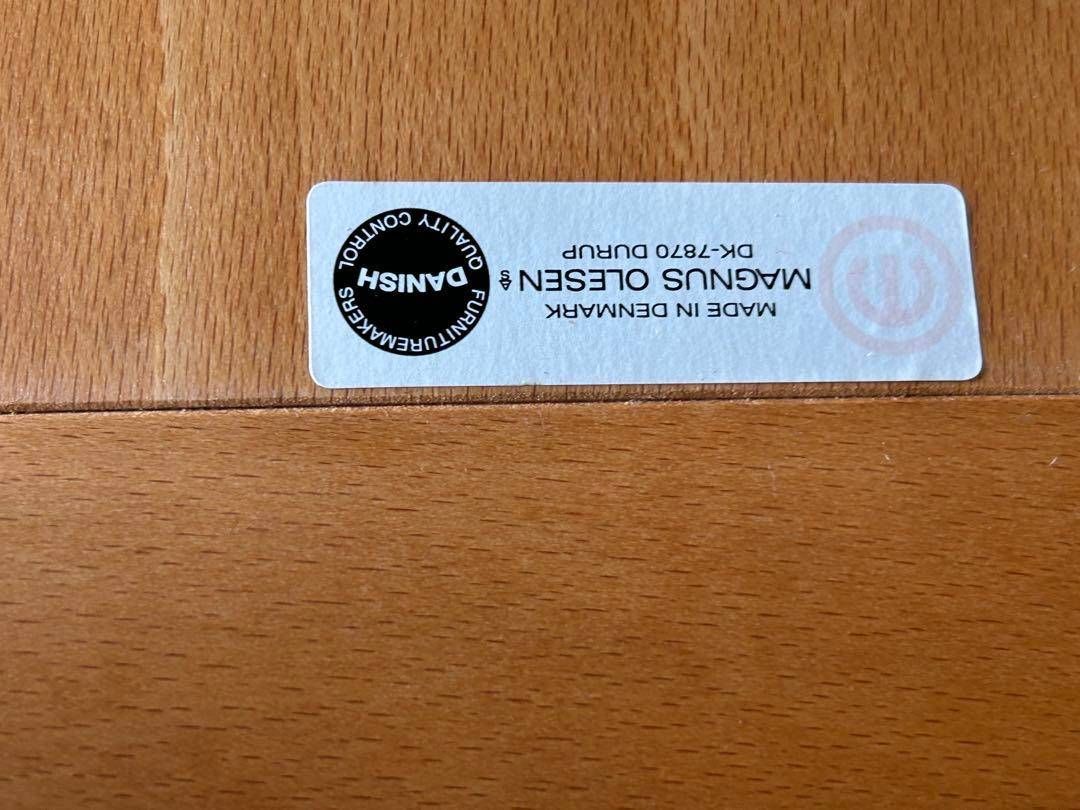 MADE IN DENMARK
MAGNUS OLESEN A/S
DK-7870 DURUP
DANISH
FURNITUREMAKERS
QUALITY CONTROL